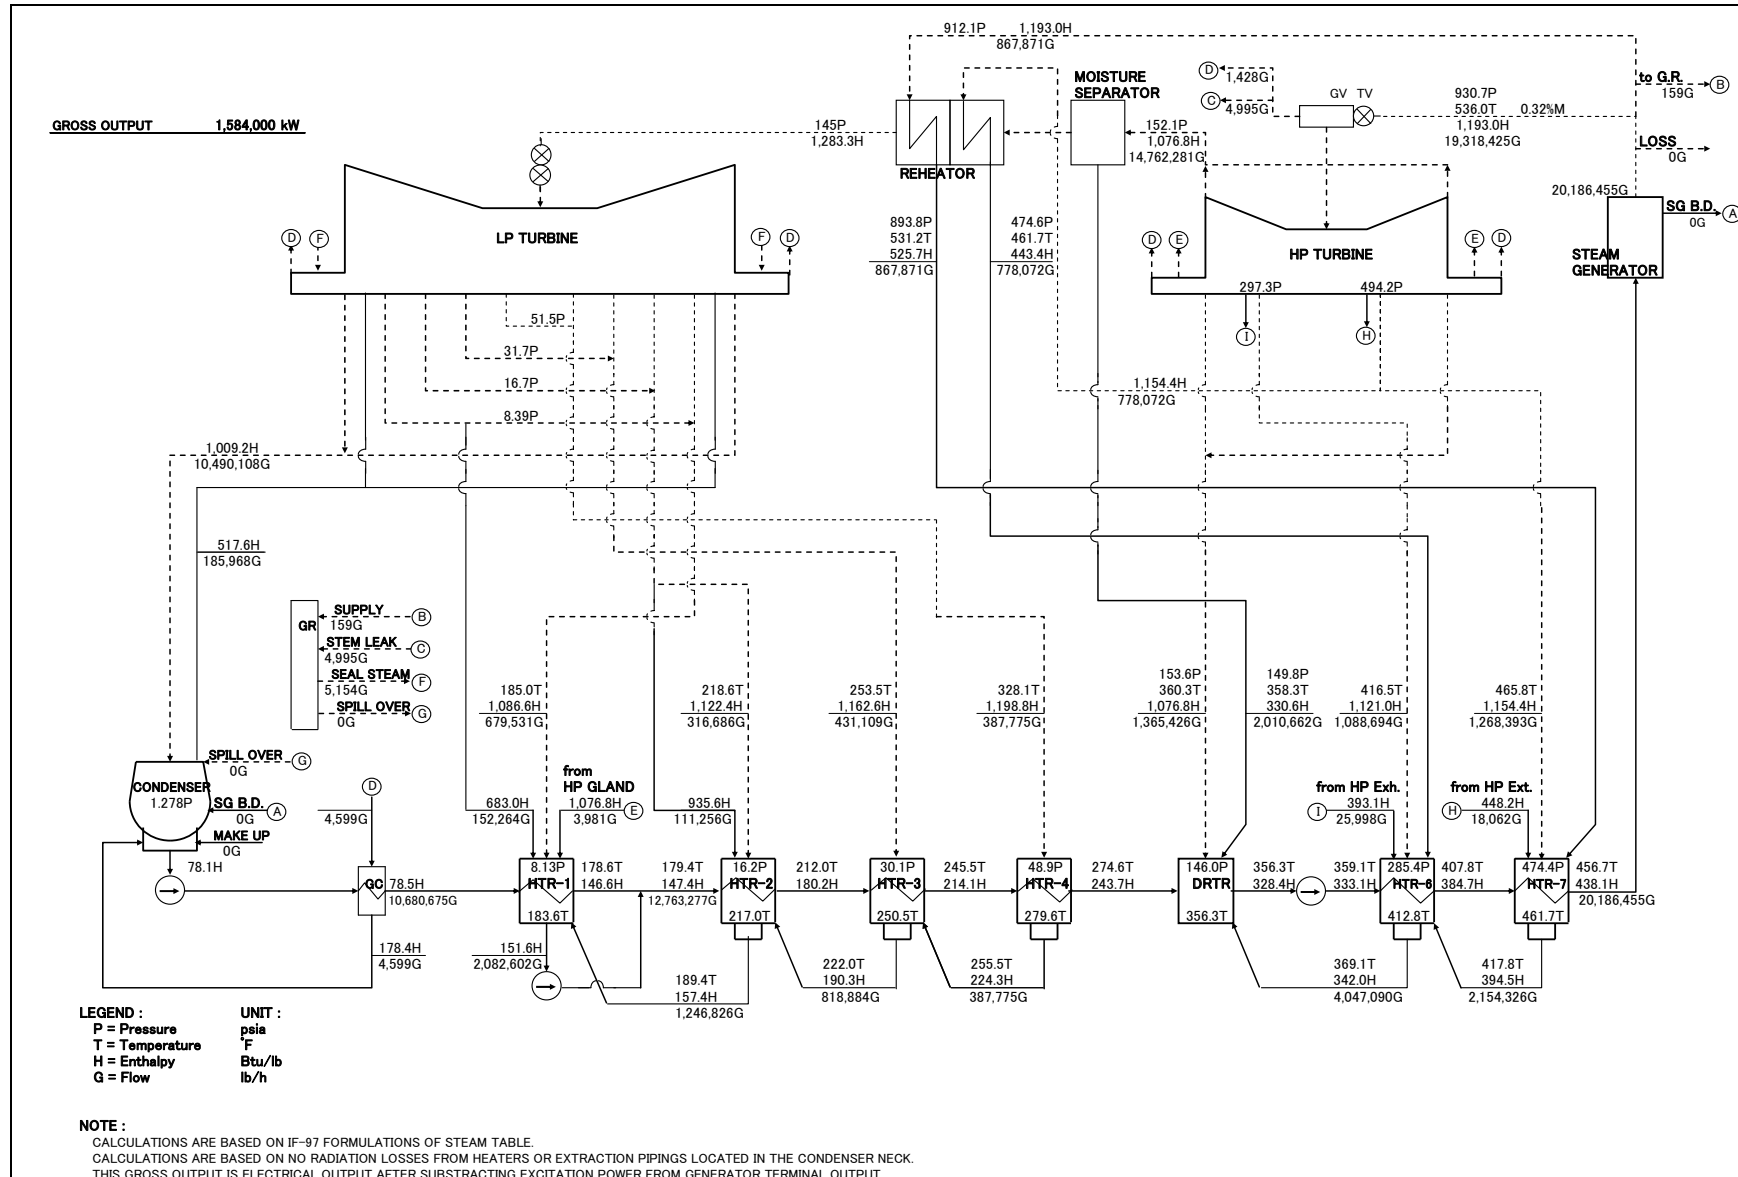 912.1P 1,193.0H
867,871G
GROSS OUTPUT 1,584,000 kW
MOISTURE
SEPARATOR
D
1,428G
C
4,995G
GV TV
930.7P
536.0T 0.32%M
1,193.0H
19,318,425G
to G.R.
159G
B
LOSS
0G
145P
1,283.3H
REHEATOR
152.1P
1,076.8H
14,762,281G
20,186,455G
SG B.D.
0G
A
STEAM
GENERATOR
LP TURBINE
D
F
F
D
893.8P
531.2T
525.7H
867,871G
474.6P
461.7T
443.4H
778,072G
HP TURBINE
D
E
E
D
297.3P
494.2P
I
H
51.5P
31.7P
16.7P
8.39P
1,154.4H
778,072G
1,009.2H
10,490,108G
517.6H
185,968G
GR
SUPPLY
159G
B
STEM LEAK
4,995G
C
SEAL STEAM
5,154G
F
SPILL OVER
0G
G
185.0T
1,086.6H
679,531G
218.6T
1,122.4H
316,686G
253.5T
1,162.6H
431,109G
328.1T
1,198.8H
387,775G
153.6P
360.3T
1,076.8H
1,365,426G
149.8P
358.3T
330.6H
2,010,662G
416.5T
1,121.0H
1,088,694G
465.8T
1,154.4H
1,268,393G
CONDENSER
1.278P
SPILL OVER
0G
G
SG B.D.
0G
A
MAKE UP
0G
78.1H
D
4,599G
683.0H
152,264G
from
HP GLAND
1,076.8H
3,981G
E
935.6H
111,256G
from HP Exh.
I
393.1H
25,998G
from HP Ext.
H
448.2H
18,062G
GC
78.5H
10,680,675G
178.4H
4,599G
8.13P
HTR-1
183.6T
178.6T
146.6H
179.4T
147.4H
12,763,277G
16.2P
HTR-2
217.0T
212.0T
180.2H
30.1P
HTR-3
250.5T
245.5T
214.1H
48.9P
HTR-4
279.6T
274.6T
243.7H
146.0P
DRTR
356.3T
356.3T
328.4H
359.1T
333.1H
285.4P
HTR-6
412.8T
407.8T
384.7H
474.4P
HTR-7
461.7T
456.7T
438.1H
20,186,455G
151.6H
2,082,602G
189.4T
157.4H
1,246,826G
222.0T
190.3H
818,884G
255.5T
224.3H
387,775G
369.1T
342.0H
4,047,090G
417.8T
394.5H
2,154,326G
LEGEND : UNIT :
P = Pressure psia
T = Temperature °F
H = Enthalpy Btu/lb
G = Flow lb/h
NOTE :
CALCULATIONS ARE BASED ON IF-97 FORMULATIONS OF STEAM TABLE.
CALCULATIONS ARE BASED ON NO RADIATION LOSSES FROM HEATERS OR EXTRACTION PIPINGS LOCATED IN THE CONDENSER NECK.
THIS GROSS OUTPUT IS ELECTRICAL OUTPUT AFTER SUBSTRACTING EXCITATION POWER FROM GENERATOR TERMINAL OUTPUT.